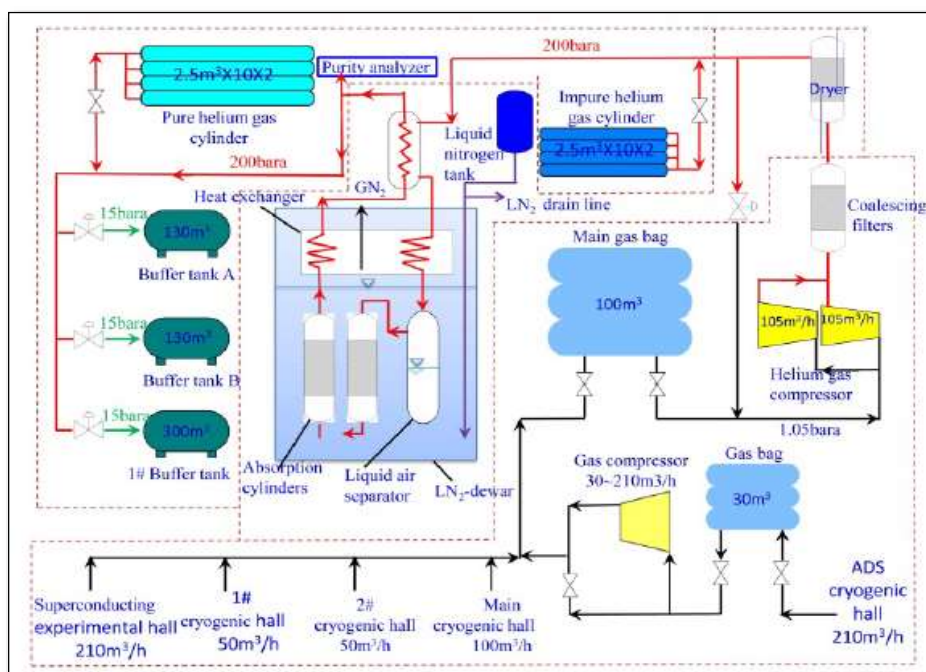 200bara
2.5m³X10X2
Purity analyzer
Dryer
Pure helium gas
cylinder
Liquid
nitrogen
tank
Impure helium gas
cylinder
2.5m³X10X2
200bara
GN₂
Heat exchanger
LN₂ drain line
Coalescing
filters
15bara
130m³
Buffer tank A
Main gas bag
100m³
15bara
130m³
Buffer tank B
105m³/h
105m³/h
Helium gas
compressor
15bara
300m³
1# Buffer tank
1.05bara
Absorption
cylinders
Liquid air
separator
LN₂-dewar
Gas compressor
30~210m3/h
Gas bag
30m³
Superconducting
experimental hall
210m³/h
1#
cryogenic hall
50m³/h
2#
cryogenic hall
50m³/h
Main
cryogenic hall
100m³/h
ADS
cryogenic
hall
210m³/h